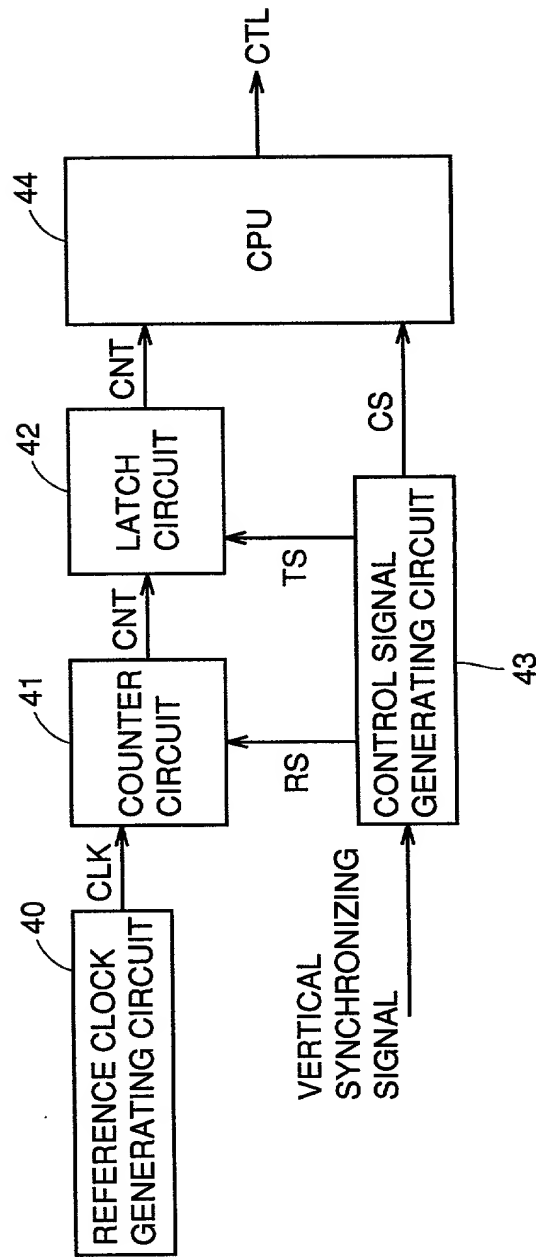 40
REFERENCE CLOCK
GENERATING CIRCUIT
CLK
41
COUNTER
CIRCUIT
CNT
42
LATCH
CIRCUIT
CNT
44
CPU
CTL
RS
TS
CS
VERTICAL
SYNCHRONIZING
SIGNAL
CONTROL SIGNAL
GENERATING CIRCUIT
43